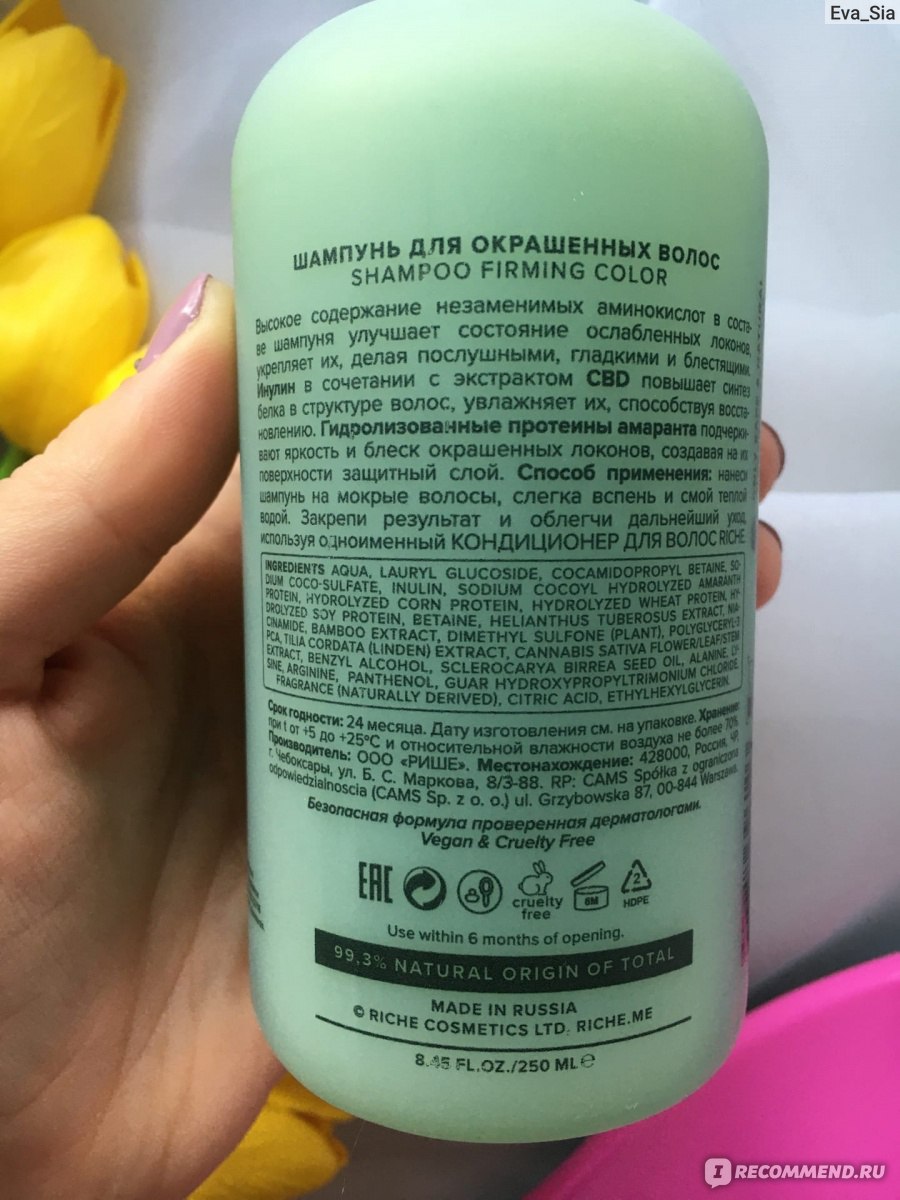 Eva_Sia
ШАМПУНЬ ДЛЯ ОКРАШЕННЫХ ВОЛОС
SHAMPOO FIRMING COLOR
Высокое содержание незаменимых аминокислот в соста-
ве шампуня улучшает состояние ослабленных локонов,
укрепляет их, делая послушными, гладкими и блестящими.
Инулин в сочетании с экстрактом CBD повышает синтез
белка в структуре волос, увлажняет их, способствуя восста-
новлению. Гидролизованные протеины амаранта подчерки-
вают яркость и блеск окрашенных локонов, создавая на их
поверхности защитный слой. Способ применения: нанеси
шампунь на мокрые волосы, слегка вспень и смой теплой
водой. Закрепи результат и облегчи дальнейший уход,
используя одноименный КОНДИЦИОНЕР ДЛЯ ВОЛОС RICHE
INGREDIENTS AQUA, LAURYL GLUCOSIDE, COCAMIDOPROPYL BETAINE, SO-
DIUM COCO-SULFATE, INULIN, SODIUM COCOYL HYDROLYZED AMARANTH
PROTEIN, HYDROLYZED CORN PROTEIN, HYDROLYZED WHEAT PROTEIN, HY-
DROLYZED SOY PROTEIN, BETAINE, HELIANTHUS TUBEROSUS EXTRACT, NIA-
CINAMIDE, BAMBOO EXTRACT, DIMETHYL SULFONE (PLANT), POLYGLYCERYL-3
PCA, TILIA CORDATA (LINDEN) EXTRACT, CANNABIS SATIVA FLOWER/LEAF/STEM
EXTRACT, BENZYL ALCOHOL, SCLEROCARYA BIRREA SEED OIL, ALANINE, LY-
SINE, ARGININE, PANTHENOL, GUAR HYDROXYPROPYLTRIMONIUM CHLORIDE,
FRAGRANCE (NATURALLY DERIVED), CITRIC ACID, ETHYLHEXYLGLYCERIN.
Срок годности: 24 месяца. Дату изготовления см. на упаковке. Хранение:
при t от +5 до +25°C и относительной влажности воздуха не более 70%
Производитель: ООО «РИШЕ». Местонахождение: 428000, Россия, ЧР,
г. Чебоксары, ул. Б. С. Маркова, 8/3-88. RP: CAMS Spółka z ograniczona
odpowiedzialnoscia (CAMS Sp. z o. o.) ul. Grzybowska 87, 00-844 Warszawa.
Безопасная формула проверенная дерматологами.
Vegan & Cruelty Free
EAC
cruelty
free
6M
2
HDPE
Use within 6 months of opening.
99,3% NATURAL ORIGIN OF TOTAL
MADE IN RUSSIA
© RICHE COSMETICS LTD. RICHE.ME
8.45 FL.OZ./250 ML ℮
IRECOMMEND.RU